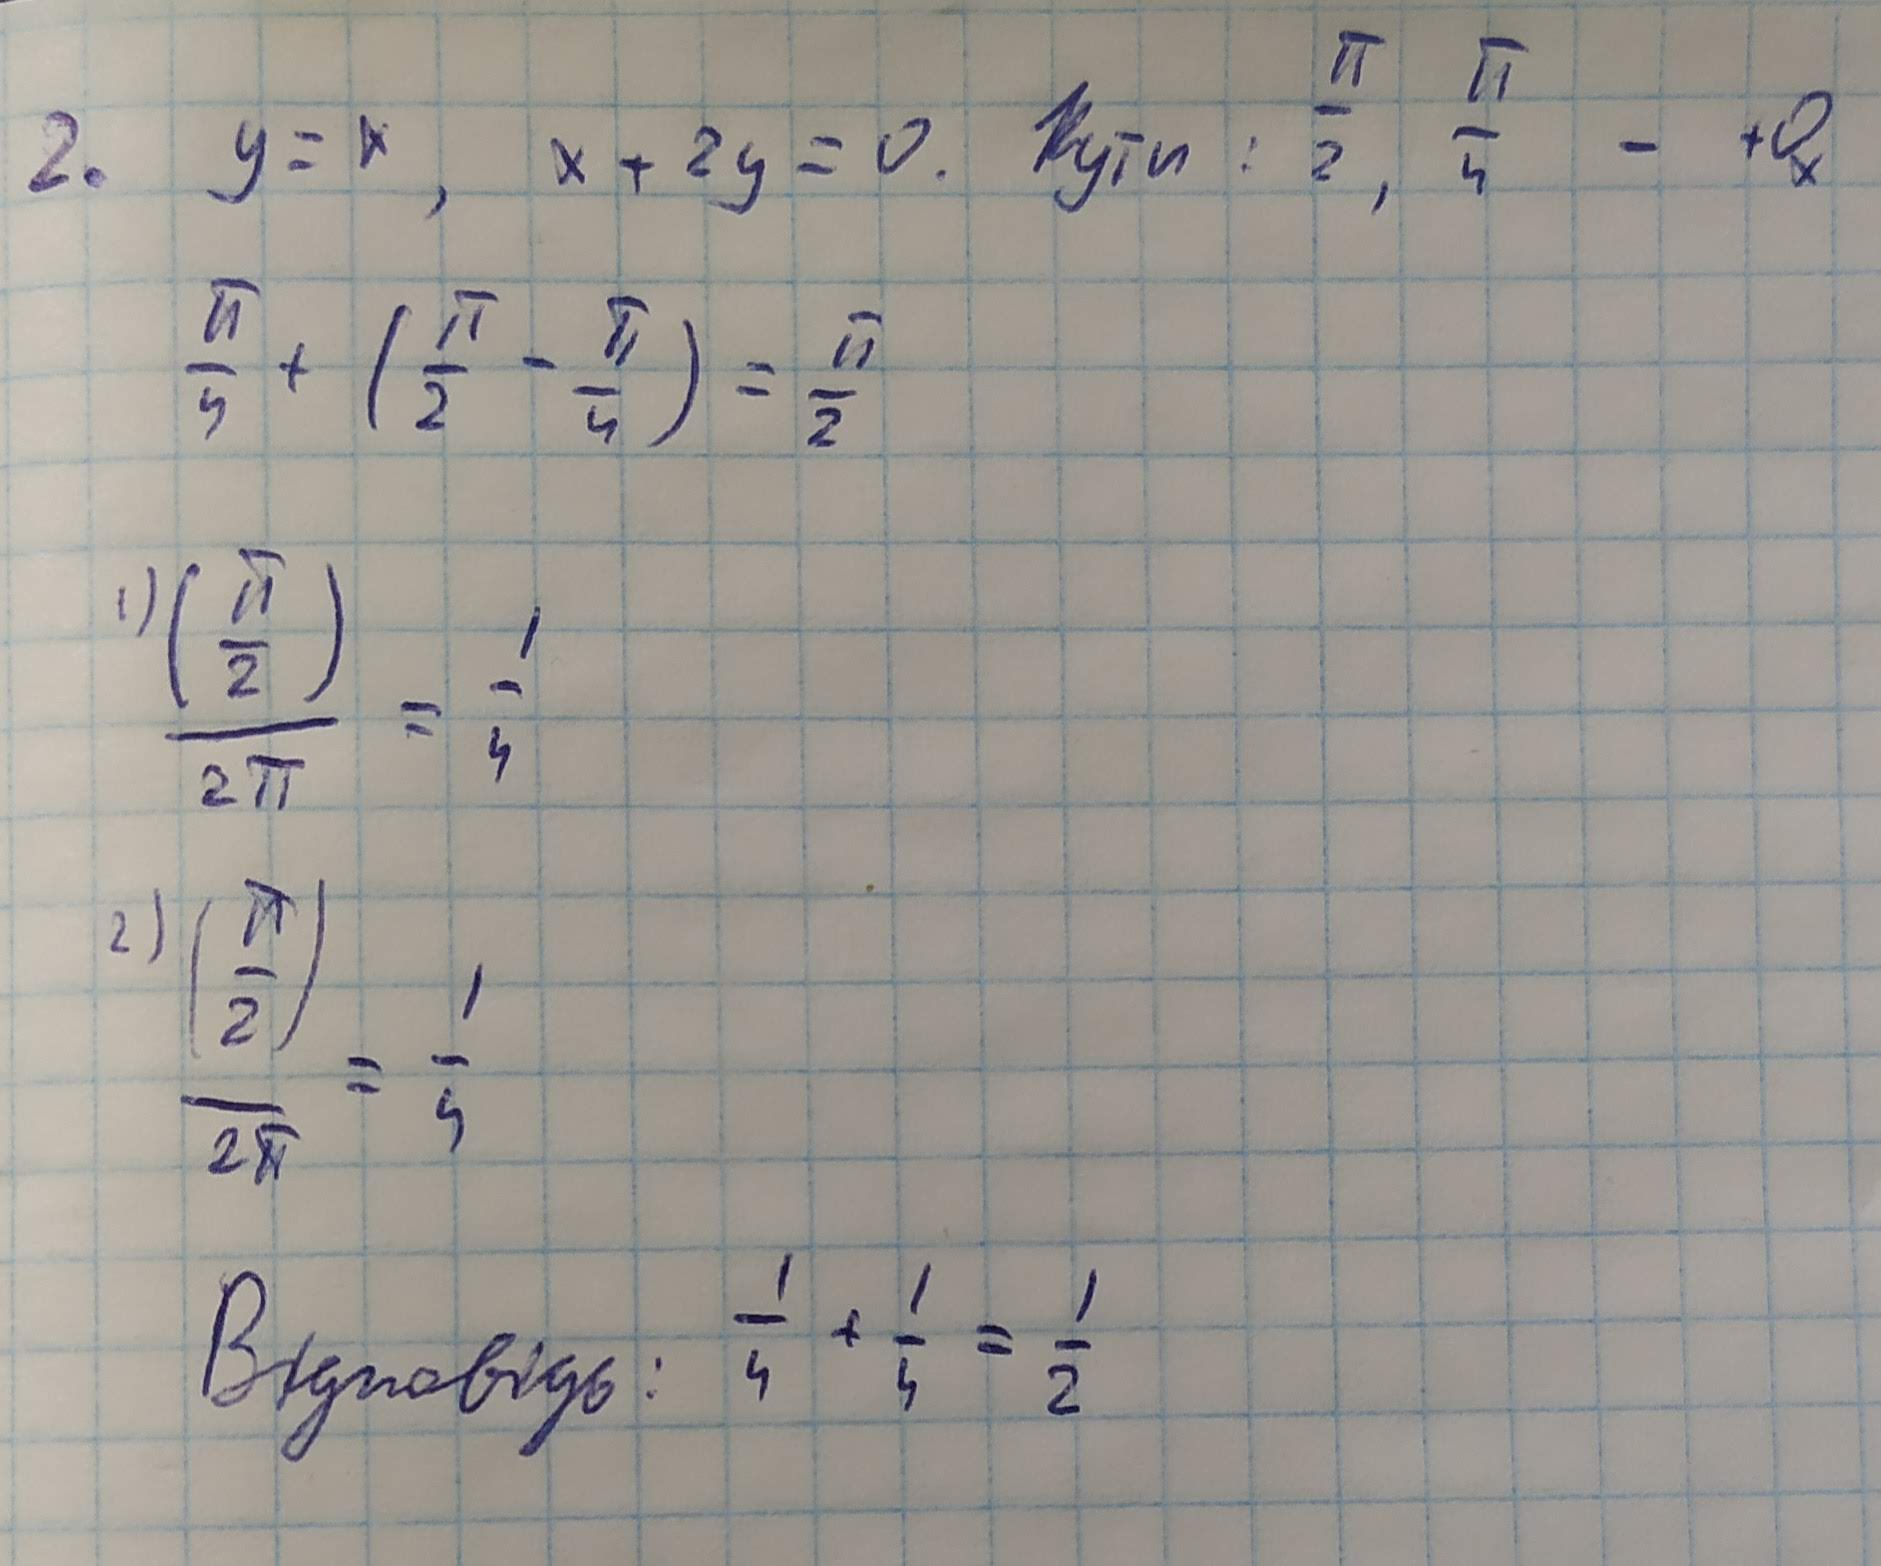 2. y = x, x + 2y = 0. Кути: π/2, π/4 - +Ox
π/4 + (π/2 - π/4) = π/2
1) (π/2)/2π = 1/4
2) (π/2)/2π = 1/4
Відповідь: 1/4 + 1/4 = 1/2